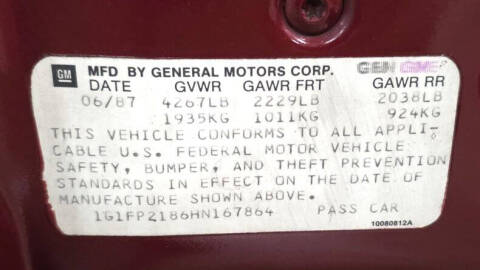 GM MFD BY GENERAL MOTORS CORP. GEN GME
DATE GVWR GAWR FRT GAWR RR
06/87 4267LB 2229LB 2038LB
1935KG 1011KG 924KG
THIS VEHICLE CONFORMS TO ALL APPLI-
CABLE U.S. FEDERAL MOTOR VEHICLE
SAFETY, BUMPER, AND THEFT PREVENTION
STANDARDS IN EFFECT ON THE DATE OF
MANUFACTURE SHOWN ABOVE.
1G1FP2186HN167864 PASS CAR
10080812A